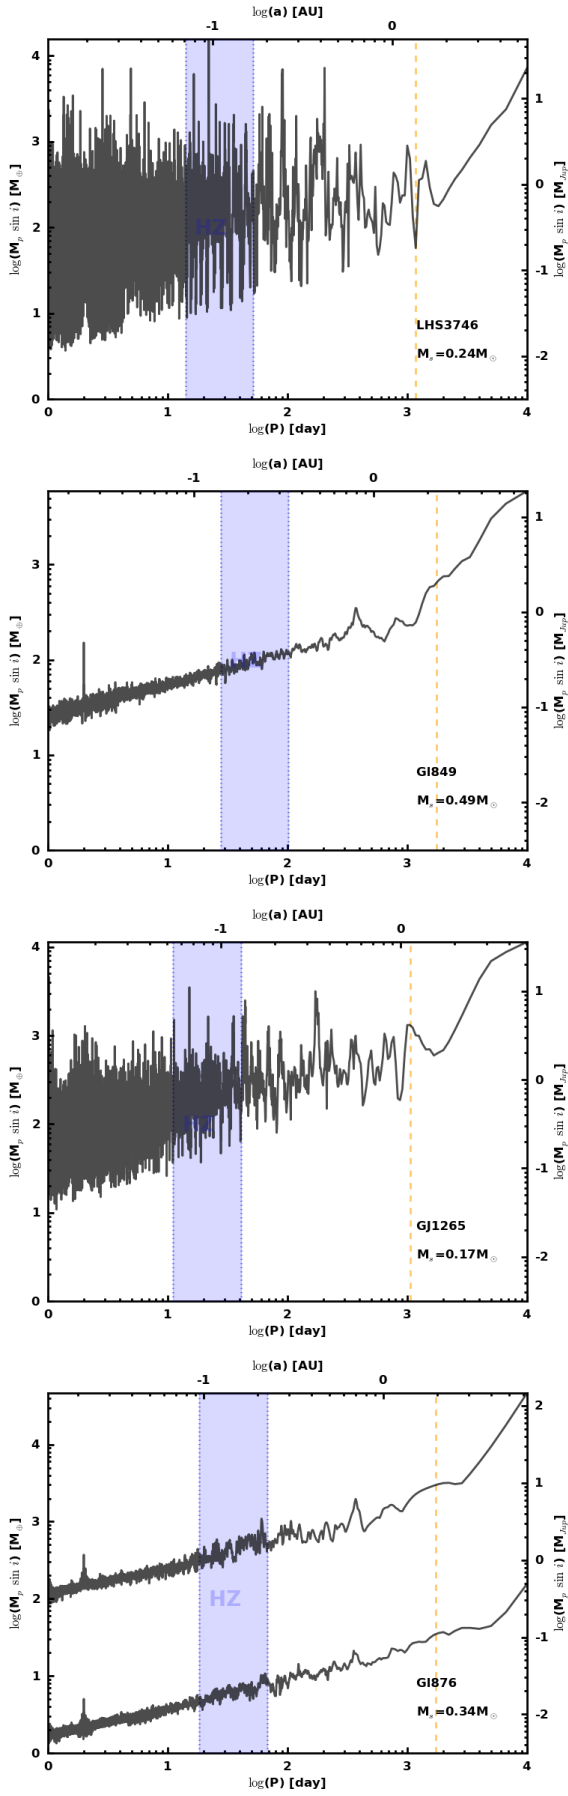 log(a) [AU]
-1 0
4 3 2 1 0
log(M_p sin i) [M_⊕]
1 0 -1 -2
log(M_p sin i) [M_Jup]
HZ
LHS3746
M_s=0.24M_⊙
0 1 2 3 4
log(P) [day]
log(a) [AU]
-1 0
3 2 1 0
log(M_p sin i) [M_⊕]
1 0 -1 -2
log(M_p sin i) [M_Jup]
HZ
Gl849
M_s=0.49M_⊙
0 1 2 3 4
log(P) [day]
log(a) [AU]
-1 0
4 3 2 1 0
log(M_p sin i) [M_⊕]
1 0 -1 -2
log(M_p sin i) [M_Jup]
HZ
GJ1265
M_s=0.17M_⊙
0 1 2 3 4
log(P) [day]
log(a) [AU]
-1 0
4 3 2 1 0
log(M_p sin i) [M_⊕]
2 1 0 -1 -2
log(M_p sin i) [M_Jup]
HZ
Gl876
M_s=0.34M_⊙
0 1 2 3 4
log(P) [day]